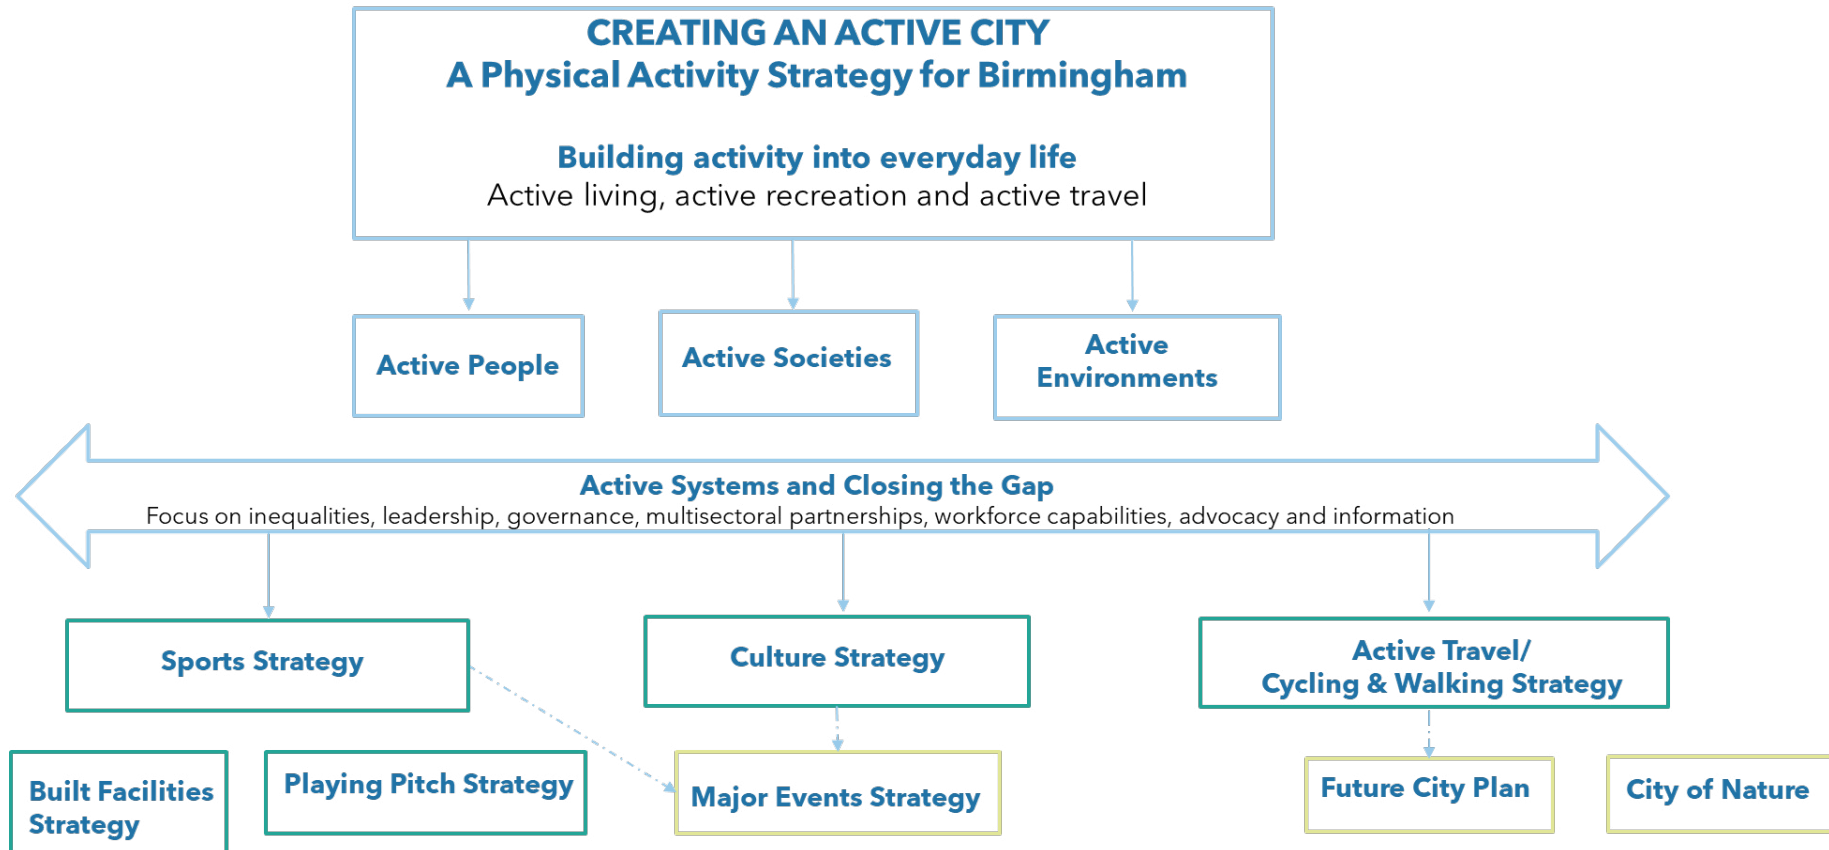 CREATING AN ACTIVE CITY
A Physical Activity Strategy for Birmingham
Building activity into everyday life
Active living, active recreation and active travel
Active People
Active Societies
Active
Environments
Active Systems and Closing the Gap
Focus on inequalities, leadership, governance, multisectoral partnerships, workforce capabilities, advocacy and information
Sports Strategy
Culture Strategy
Active Travel/
Cycling & Walking Strategy
Built Facilities
Strategy
Playing Pitch Strategy
Major Events Strategy
Future City Plan
City of Nature